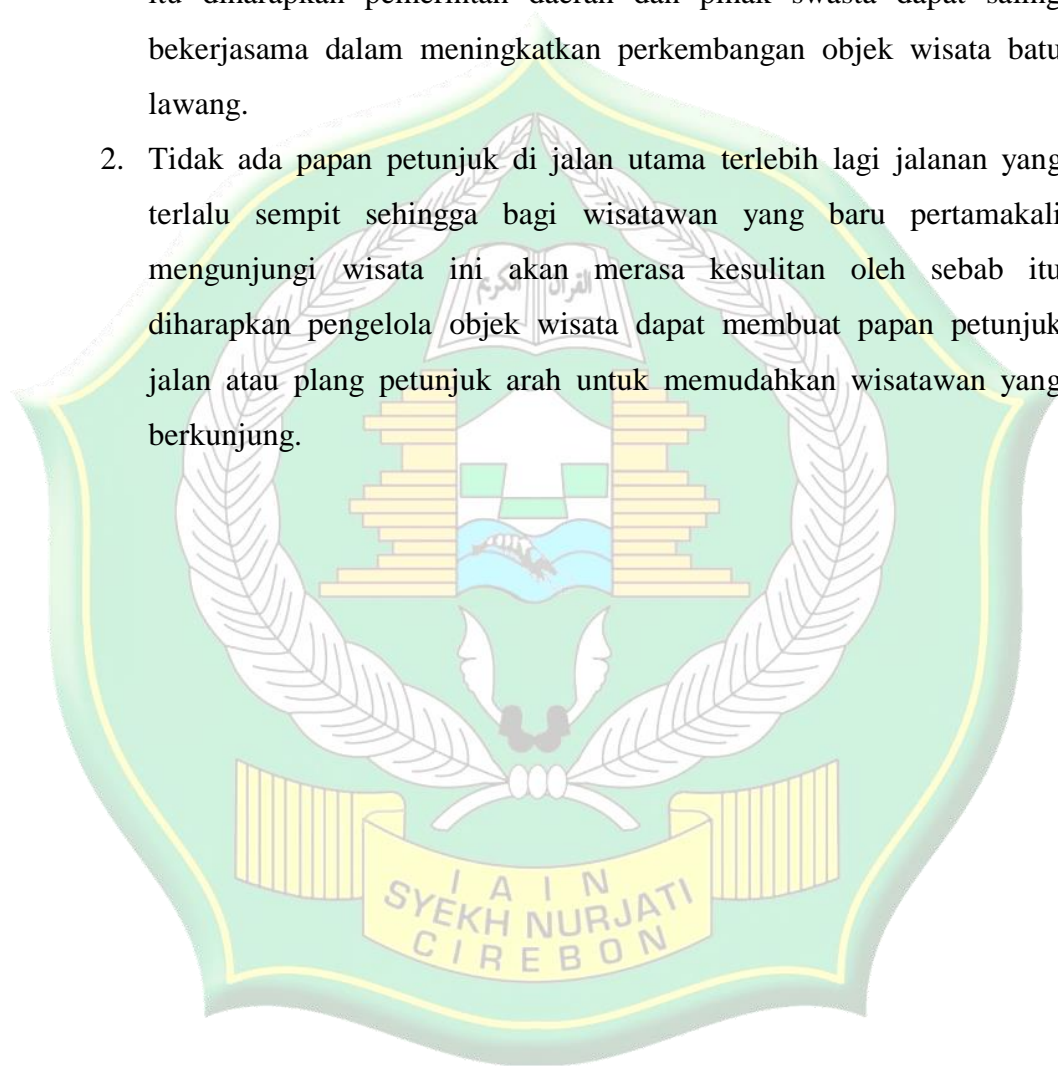 itu diharapkan pemerintah daerah dan pihak swasta dapat saling
bekerjasama dalam meningkatkan perkembangan objek wisata batu
lawang.
2. Tidak ada papan petunjuk di jalan utama terlebih lagi jalanan yang
terlalu sempit sehingga bagi wisatawan yang baru pertamakali
mengunjungi wisata ini akan merasa kesulitan oleh sebab itu
diharapkan pengelola objek wisata dapat membuat papan petunjuk
jalan atau plang petunjuk arah untuk memudahkan wisatawan yang
berkunjung.
القرآن الكريم
IAIN
SYEKH NURJATI
CIREBON